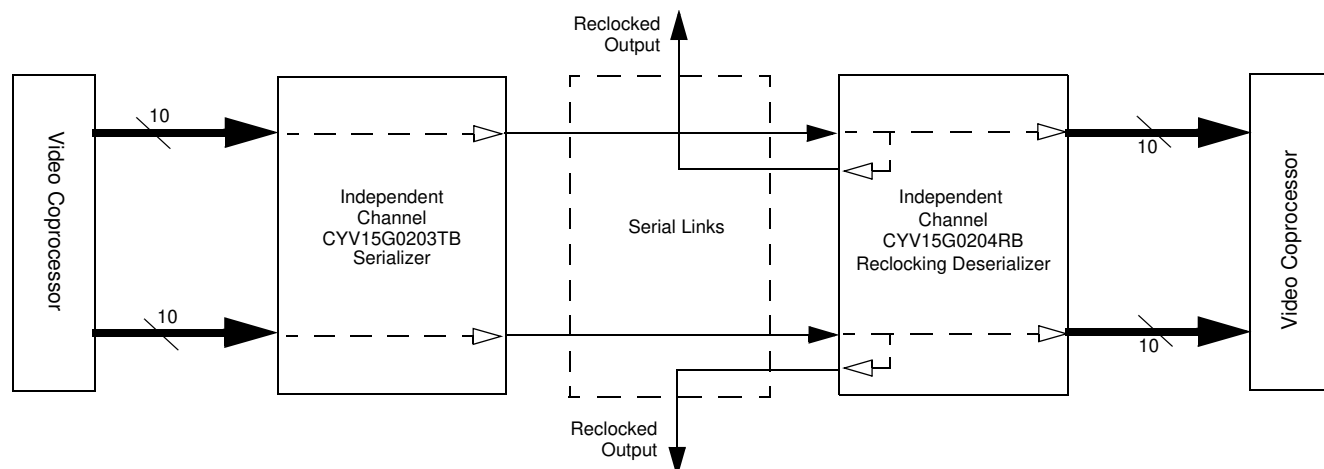 Reclocked
Output
10
10
Video Coprocessor
Independent
Channel
CYV15G0203TB
Serializer
Serial Links
Independent
Channel
CYV15G0204RB
Reclocking Deserializer
Video Coprocessor
10
10
Reclocked
Output